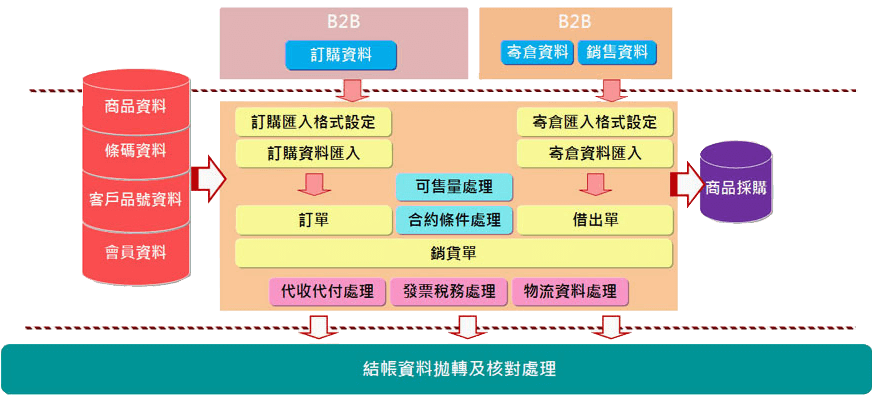 B2B
訂購資料
B2B
寄倉資料
銷售資料
商品資料
條碼資料
客戶品號資料
會員資料
訂購匯入格式設定
訂購資料匯入
寄倉匯入格式設定
寄倉資料匯入
可售量處理
訂單
合約條件處理
借出單
銷貨單
代收代付處理
發票稅務處理
物流資料處理
商品採購
結帳資料拋轉及核對處理